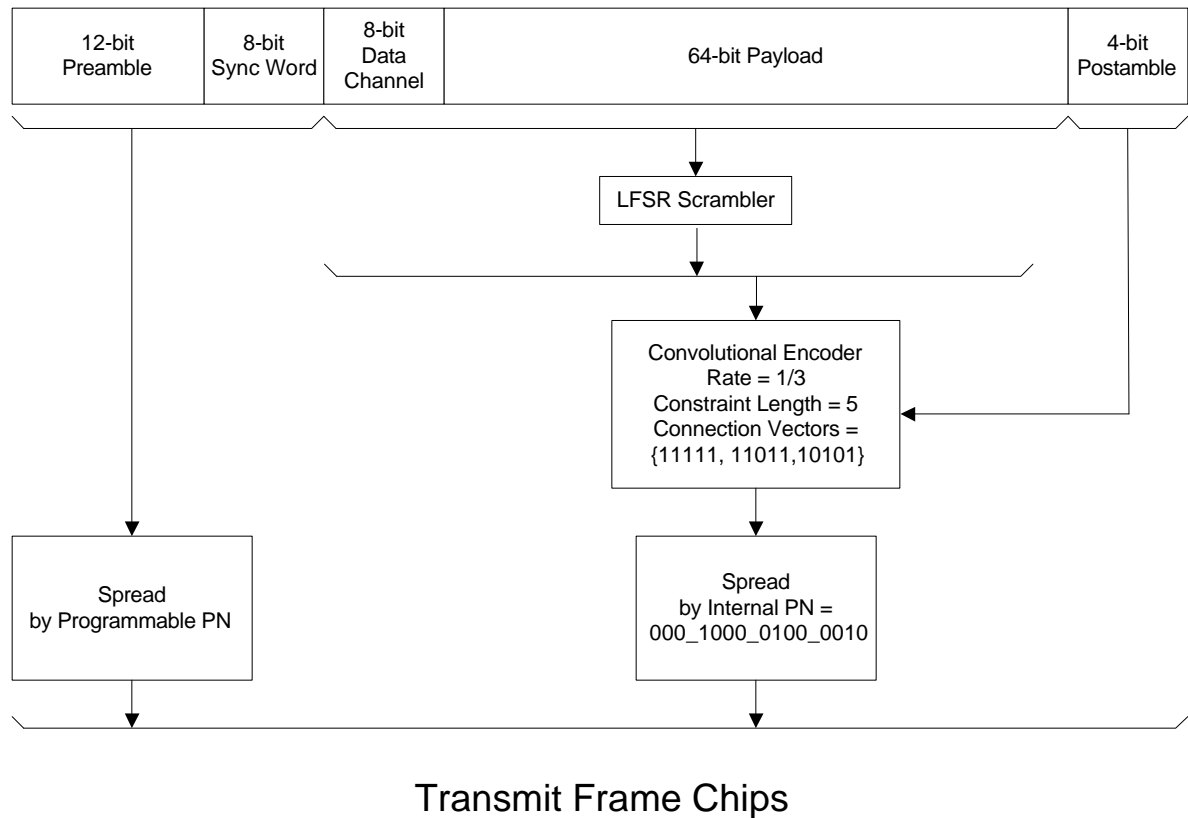 12-bit
Preamble
8-bit
Sync Word
8-bit
Data
Channel
64-bit Payload
4-bit
Postamble
LFSR Scrambler
Convolutional Encoder
Rate = 1/3
Constraint Length = 5
Connection Vectors =
{11111, 11011,10101}
Spread
by Programmable PN
Spread
by Internal PN =
000_1000_0100_0010
Transmit Frame Chips